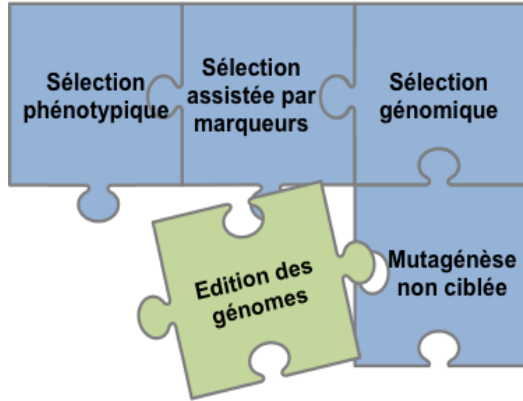 Sélection
phénotypique
Sélection
assistée par
marqueurs
Sélection
génomique
Edition des
génomes
Mutagénèse
non ciblée